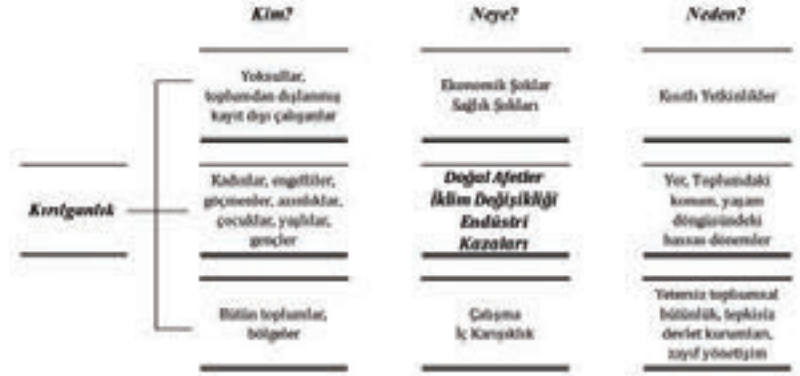 Kim?
Neye?
Neden?
Yoksullar,
toplumdan dışlanmış
kayıt dışı çalışanlar
Ekonomik Şoklar
Sağlık Şokları
Kısıtlı Yetkinlikler
Kırılganlık
Kadınlar, engelliler,
göçmenler, azınlıklar,
çocuklar, yaşlılar,
gençler
Doğal Afetler
İklim Değişikliği
Endüstri
Kazaları
Yer, Toplumdaki
konum, yaşam
döngüsündeki
hassas dönemler
Bütün toplumlar,
bölgeler
Çatışma
İç Karışıklık
Yetersiz toplumsal
bütünlük, tepkisiz
devlet kurumları,
zayıf yönetişim